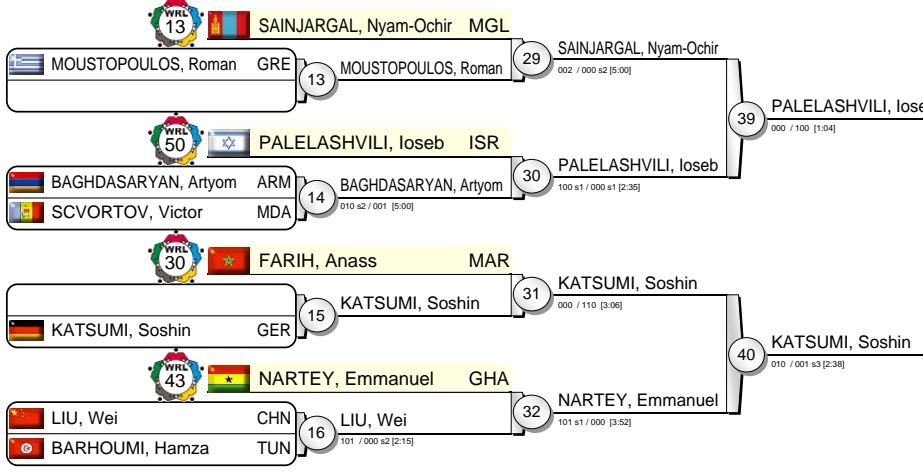 WRL
13
SAINJARGAL, Nyam-Ochir MGL
MOUSTOPOULOS, Roman GRE
13
MOUSTOPOULOS, Roman
29
SAINJARGAL, Nyam-Ochir
002 / 000 s2 [5:00]
WRL
50
PALELASHVILI, Ioseb ISR
BAGHDASARYAN, Artyom ARM
SCVORTOV, Victor MDA
14
BAGHDASARYAN, Artyom
010 s2 / 001 [5:00]
30
PALELASHVILI, Ioseb
100 s1 / 000 s1 [2:35]
39
PALELASHVILI, Iose
000 / 100 [1:04]
WRL
30
FARIH, Anass MAR
KATSUMI, Soshin GER
15
KATSUMI, Soshin
31
KATSUMI, Soshin
000 / 110 [3:06]
WRL
43
NARTEY, Emmanuel GHA
LIU, Wei CHN
BARHOUMI, Hamza TUN
16
LIU, Wei
101 / 000 s2 [2:15]
32
NARTEY, Emmanuel
101 s1 / 000 [3:52]
40
KATSUMI, Soshin
010 / 001 s3 [2:38]